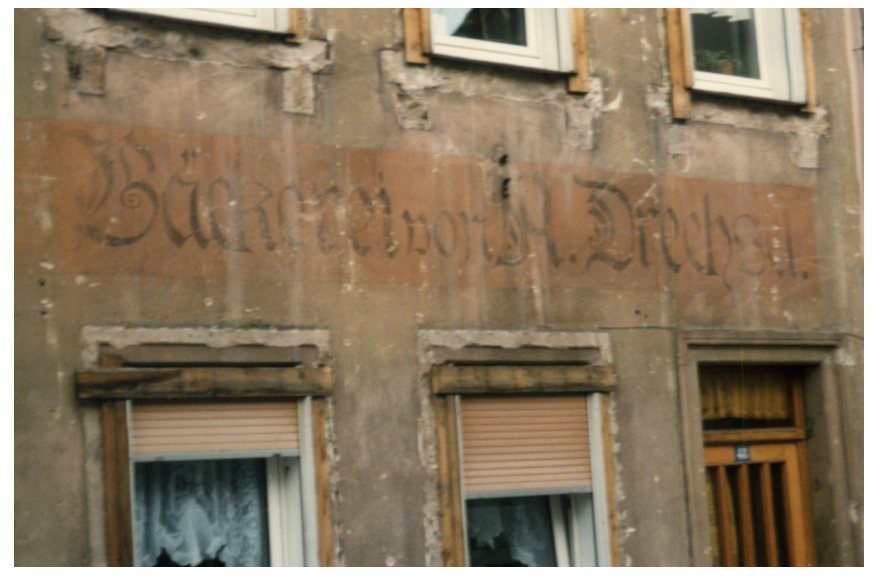 Bäckerei von A. Drechsel.